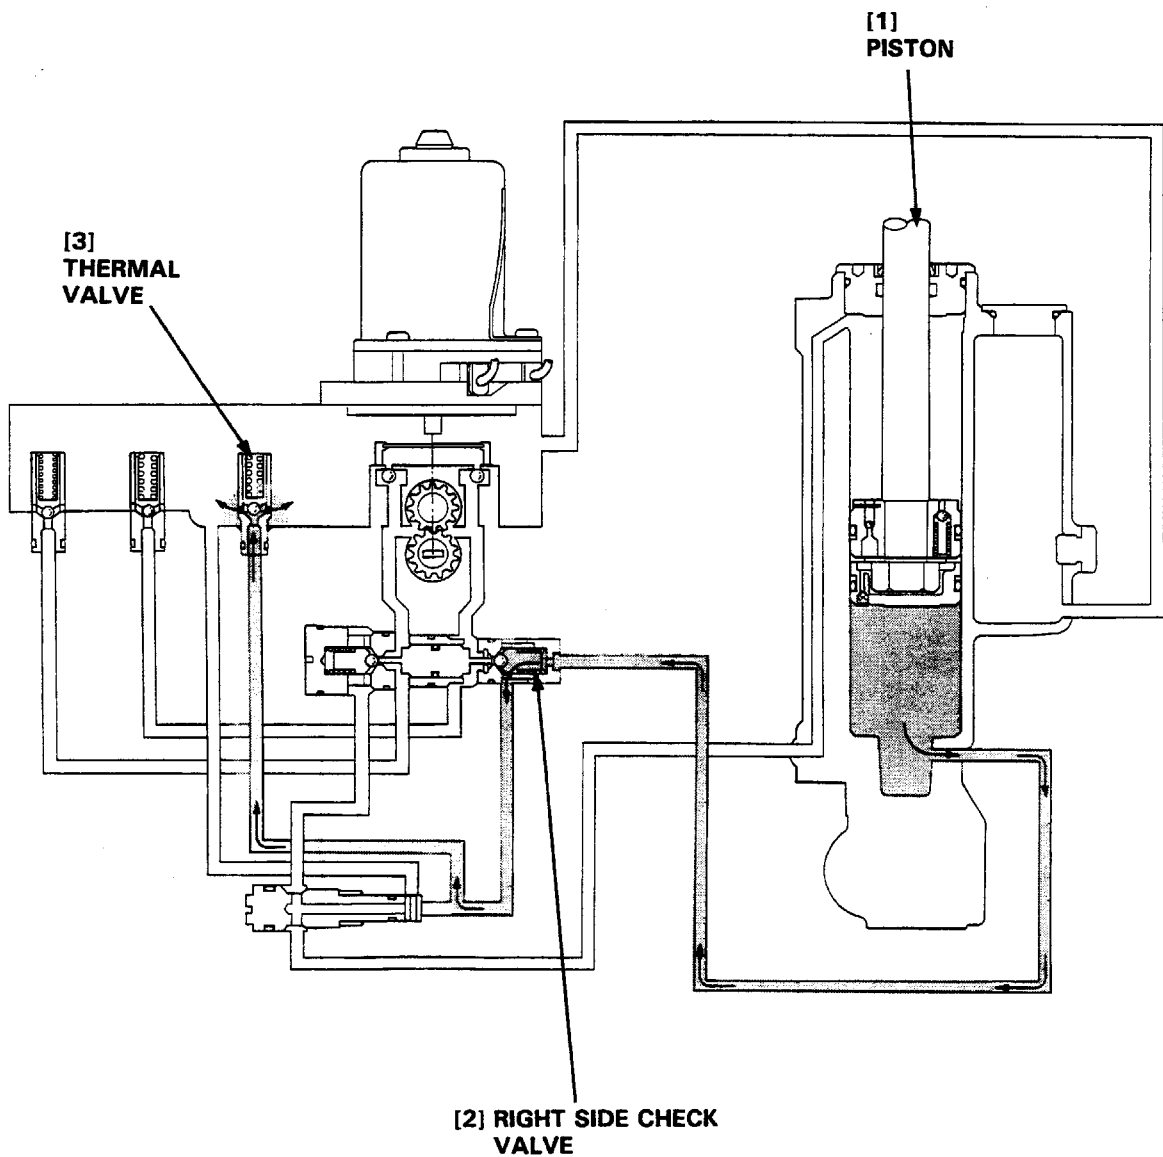 [1]
PISTON
[3]
THERMAL
VALVE
[2] RIGHT SIDE CHECK
VALVE